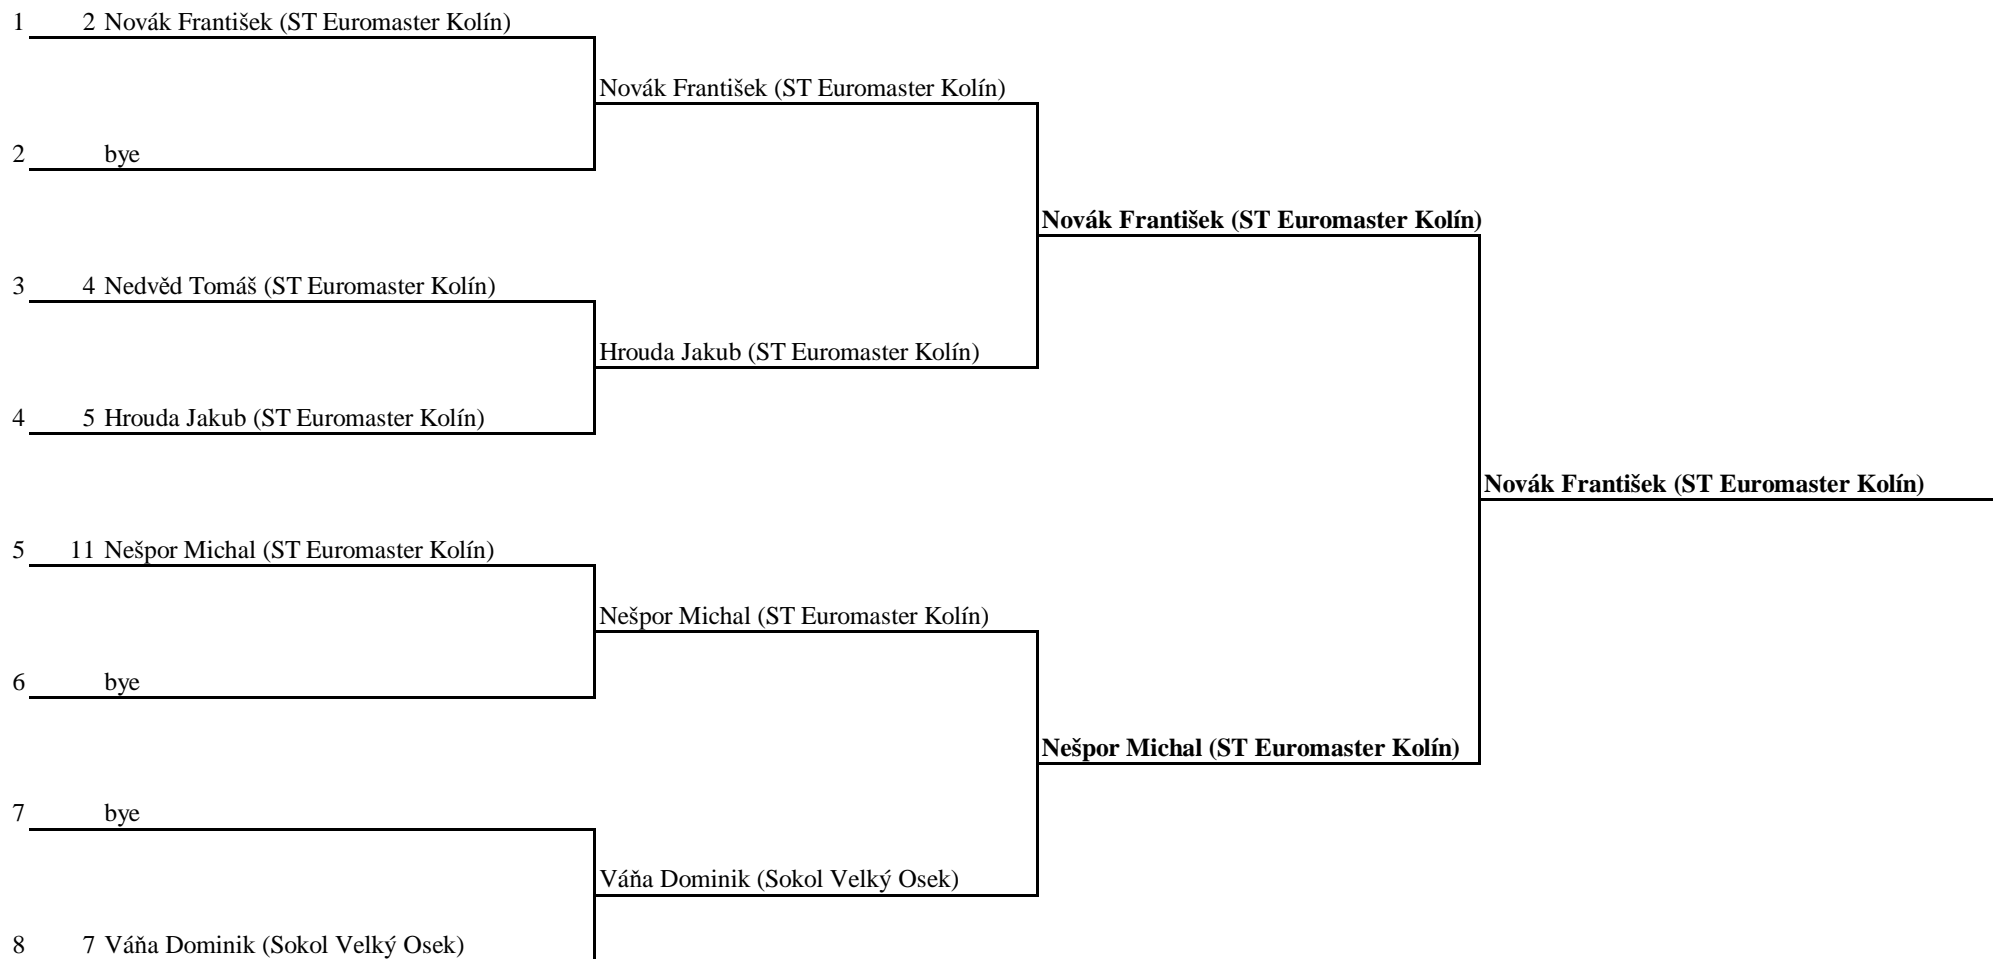 1 2 Novák František (ST Euromaster Kolín)
Novák František (ST Euromaster Kolín)
2 bye
Novák František (ST Euromaster Kolín)
3 4 Nedvěd Tomáš (ST Euromaster Kolín)
Hrouda Jakub (ST Euromaster Kolín)
4 5 Hrouda Jakub (ST Euromaster Kolín)
Novák František (ST Euromaster Kolín)
5 11 Nešpor Michal (ST Euromaster Kolín)
Nešpor Michal (ST Euromaster Kolín)
6 bye
Nešpor Michal (ST Euromaster Kolín)
7 bye
Váňa Dominik (Sokol Velký Osek)
8 7 Váňa Dominik (Sokol Velký Osek)